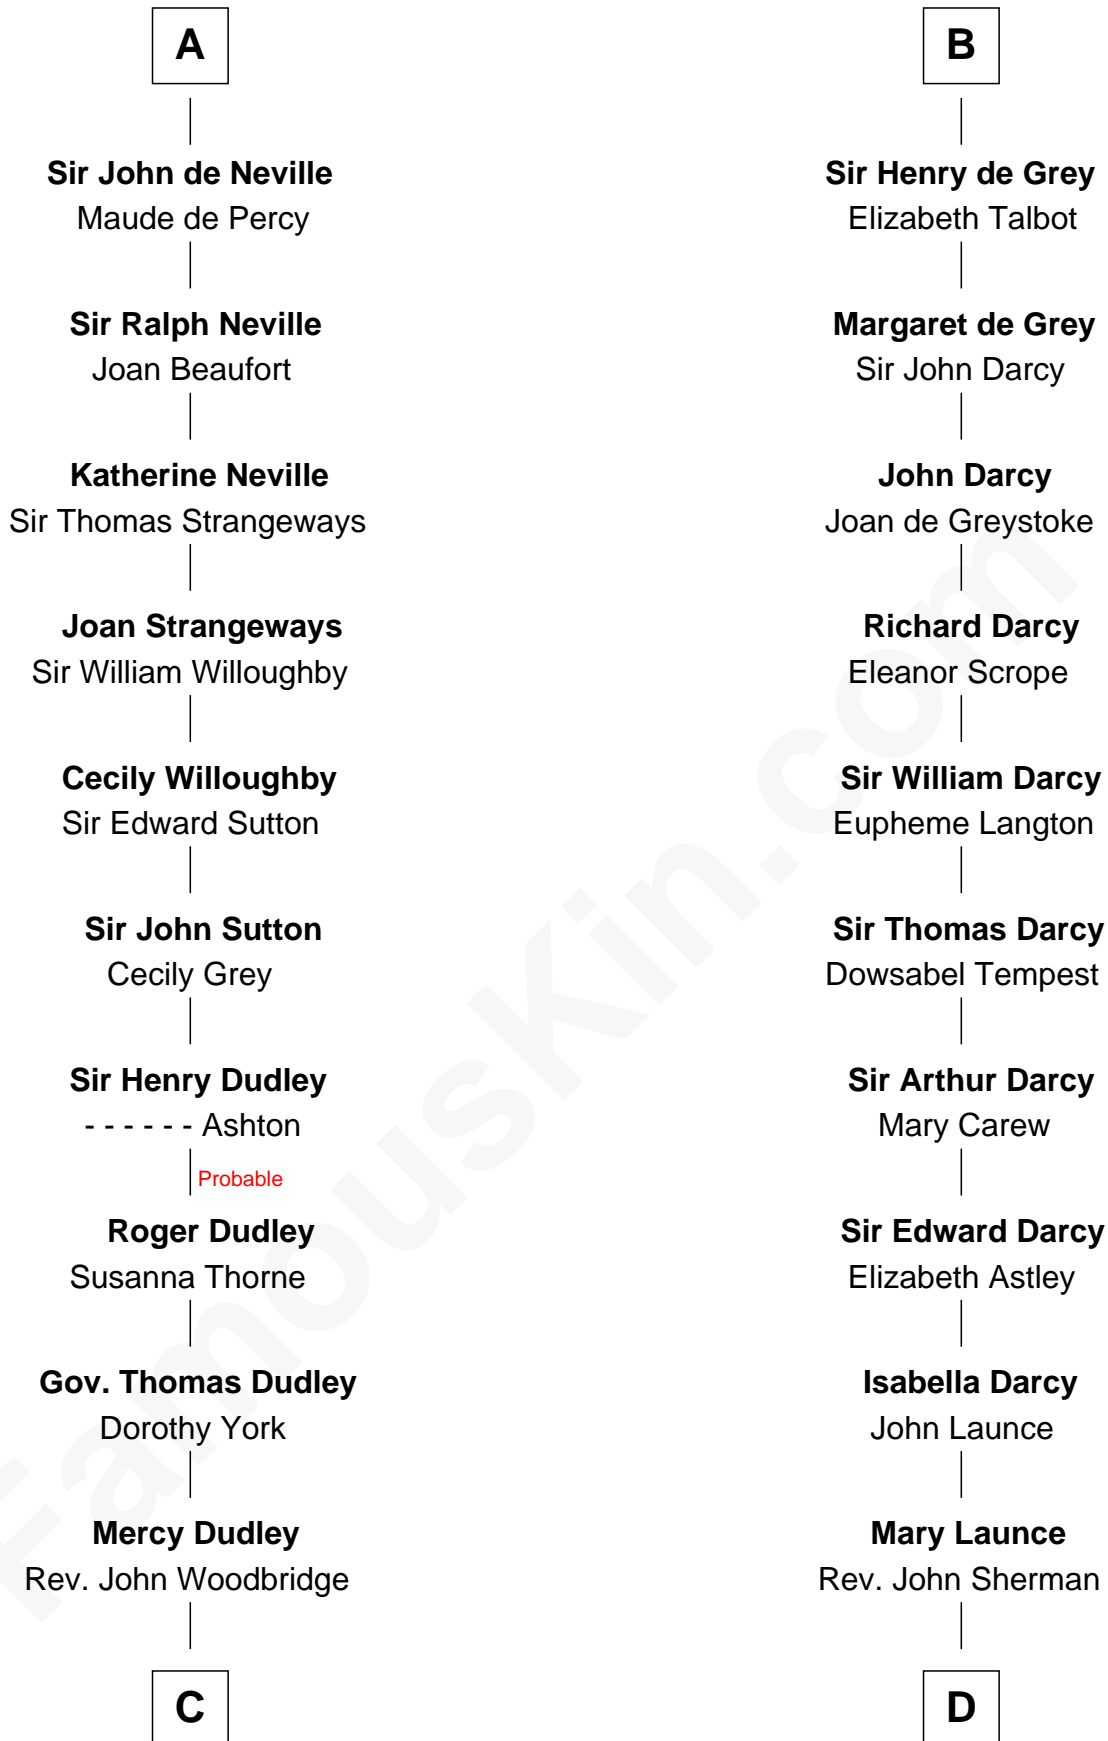 A
Sir John de Neville
Maude de Percy
Sir Ralph Neville
Joan Beaufort
Katherine Neville
Sir Thomas Strangeways
Joan Strangeways
Sir William Willoughby
Cecily Willoughby
Sir Edward Sutton
Sir John Sutton
Cecily Grey
Sir Henry Dudley
- - - - - - Ashton
Probable
Roger Dudley
Susanna Thorne
Gov. Thomas Dudley
Dorothy York
Mercy Dudley
Rev. John Woodbridge
C
B
Sir Henry de Grey
Elizabeth Talbot
Margaret de Grey
Sir John Darcy
John Darcy
Joan de Greystoke
Richard Darcy
Eleanor Scrope
Sir William Darcy
Eupheme Langton
Sir Thomas Darcy
Dowsabel Tempest
Sir Arthur Darcy
Mary Carew
Sir Edward Darcy
Elizabeth Astley
Isabella Darcy
John Launce
Mary Launce
Rev. John Sherman
D
FamousKin.com